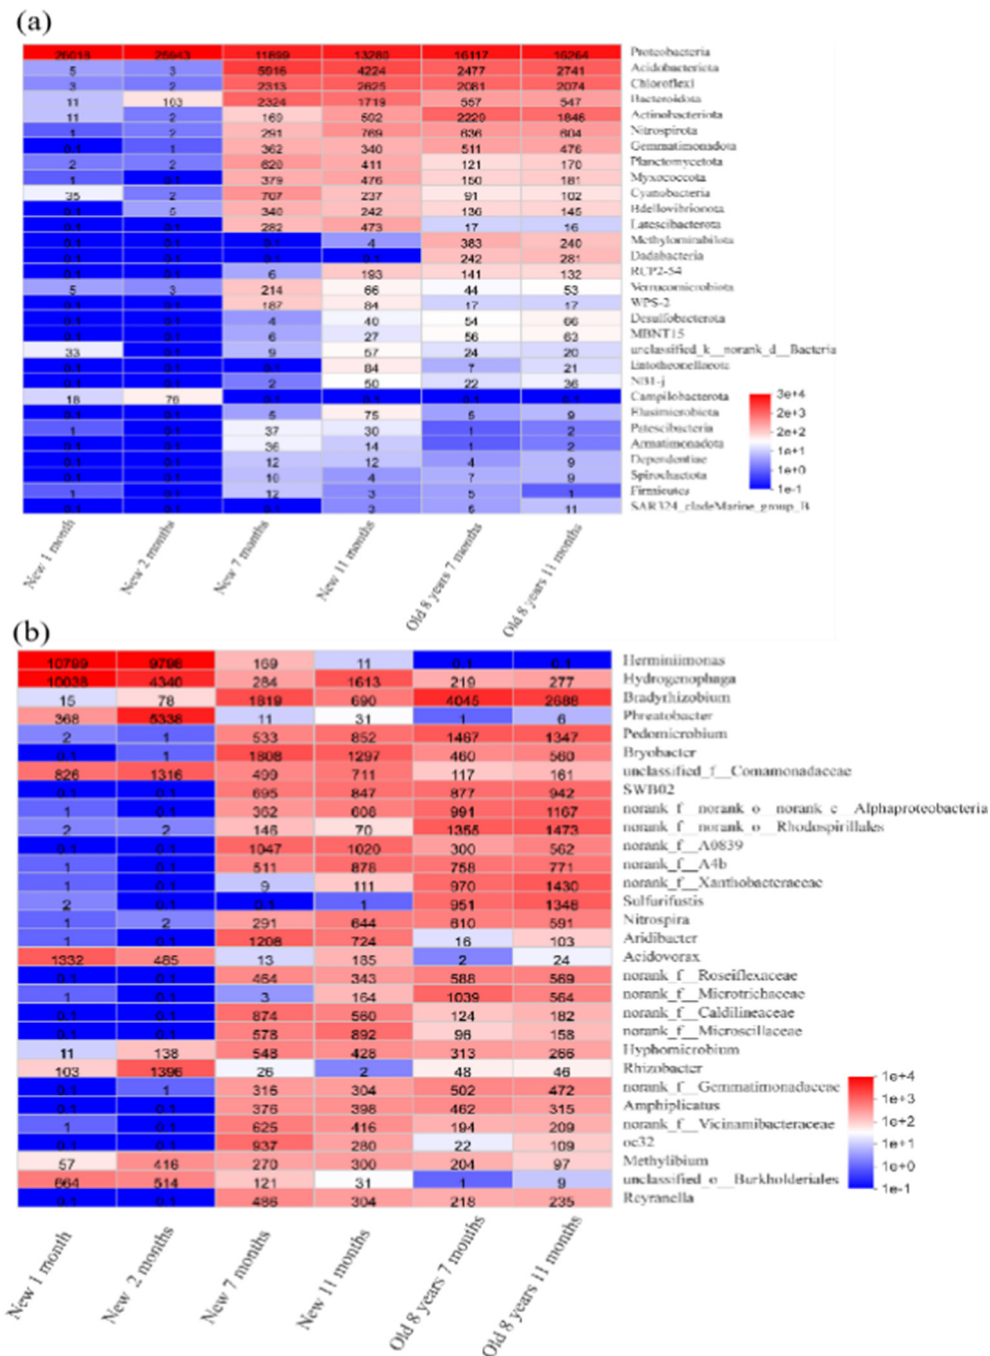 (a)
26018 25943 11899 13280 16117 16264 Proteobacteria
5 3 5916 4224 2477 2741 Acidobacteriota
3 2 2313 2625 2081 2074 Chloroflexi
11 163 2324 1719 557 547 Bacteroidota
11 2 169 592 2229 1846 Actinobacteriota
1 2 291 769 636 604 Nitrospirota
0.1 1 362 340 511 476 Gemmatimonadota
2 2 620 411 121 170 Planctomycetota
1 0.1 379 476 150 181 Myxococcota
35 2 707 237 91 102 Cyanobacteria
0.1 5 340 242 136 145 Bdellovibrionota
0.1 0.1 282 473 17 16 Latescibacterota
0.1 0.1 0.1 4 383 240 Methylomirabilota
0.1 0.1 0.1 0.1 242 281 Dadabacteria
0.1 0.1 6 193 141 132 RCP2-54
5 3 214 66 44 53 Verrucomicrobiota
0.1 0.1 187 84 17 17 WPS-2
0.1 0.1 4 40 54 66 Desulfobacterota
0.1 0.1 6 27 56 63 MBNT15
33 0.1 9 57 24 20 unclassified_k__norank_d__Bacteria
0.1 0.1 0.1 84 7 21 Entotheonellaeota
0.1 0.1 2 50 22 36 NB1-j
18 76 0.1 0.1 0.1 0.1 Campilobacterota
0.1 0.1 5 75 5 9 Elusimicrobiota
1 0.1 37 30 1 2 Patescibacteria
0.1 0.1 36 14 1 2 Armatimonadota
0.1 0.1 12 12 4 9 Dependentiae
0.1 0.1 10 4 7 9 Spirochaetota
1 0.1 12 3 5 1 Firmicutes
0.1 0.1 0.1 3 5 11 SAR324_cladeMarine_group_B
3e+4
2e+3
2e+2
1e+1
1e+0
1e-1
New 1 month
New 2 months
New 7 months
New 11 months
Old 8 years 7 months
Old 8 years 11 months
(b)
10799 9796 169 11 0.1 0.1 Herminiimonas
10038 4340 284 1613 219 277 Hydrogenophaga
15 78 1819 690 4045 2688 Bradyrhizobium
368 5338 11 31 1 6 Phreatobacter
2 1 533 852 1467 1347 Pedomicrobium
0.1 1 1808 1297 460 560 Bryobacter
826 1316 499 711 117 161 unclassified_f__Comamonadaceae
0.1 0.1 695 847 877 942 SWB02
1 0.1 362 608 991 1167 norank_f__norank_o__norank_c__Alphaproteobacteria
2 2 146 70 1355 1473 norank_f__norank_o__Rhodospirillales
0.1 0.1 1047 1020 300 562 norank_f__A0839
1 0.1 511 878 758 771 norank_f__A4b
1 0.1 9 111 970 1430 norank_f__Xanthobacteraceae
2 0.1 0.1 1 951 1346 Sulfurifustis
1 2 291 644 610 591 Nitrospira
1 0.1 1208 724 16 103 Aridibacter
1332 485 13 185 2 24 Acidovorax
0.1 0.1 464 343 588 569 norank_f__Roseiflexaceae
1 0.1 3 164 1039 564 norank_f__Microtrichaceae
0.1 0.1 874 560 124 182 norank_f__Caldilineaceae
0.1 0.1 578 892 96 158 norank_f__Microscillaceae
11 138 548 428 313 266 Hyphomicrobium
103 1396 26 2 48 46 Rhizobacter
0.1 1 316 304 502 472 norank_f__Gemmatimonadaceae
0.1 0.1 376 398 462 315 Amphiplicatus
1 0.1 625 416 194 209 norank_f__Vicinamibacteraceae
0.1 0.1 937 280 22 109 oc32
57 416 270 300 204 97 Methylibium
664 514 121 31 1 9 unclassified_o__Burkholderiales
0.1 0.1 486 304 218 235 Reyranella
1e+4
1e+3
1e+2
1e+1
1e+0
1e-1
New 1 month
New 2 months
New 7 months
New 11 months
Old 8 years 7 months
Old 8 years 11 months